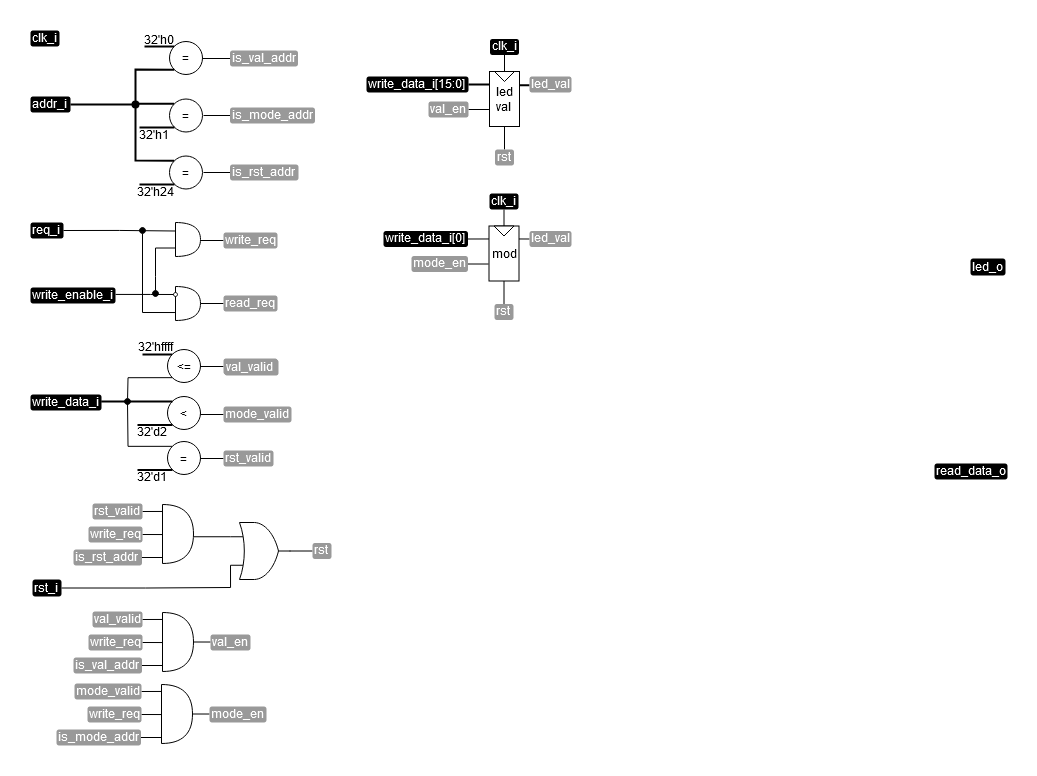 clk_i
32'h0
=
is_val_addr
addr_i
=
is_mode_addr
32'h1
=
is_rst_addr
32'h24
req_i
write_req
write_enable_i
read_req
32'hffff
<=
val_valid
write_data_i
<
mode_valid
32'd2
=
rst_valid
32'd1
rst_valid
write_req
is_rst_addr
rst
rst_i
val_valid
write_req
is_val_addr
val_en
mode_valid
write_req
is_mode_addr
mode_en
clk_i
write_data_i[15:0]
led
val
led_val
val_en
rst
clk_i
write_data_i[0]
mod
led_val
mode_en
rst
led_o
read_data_o